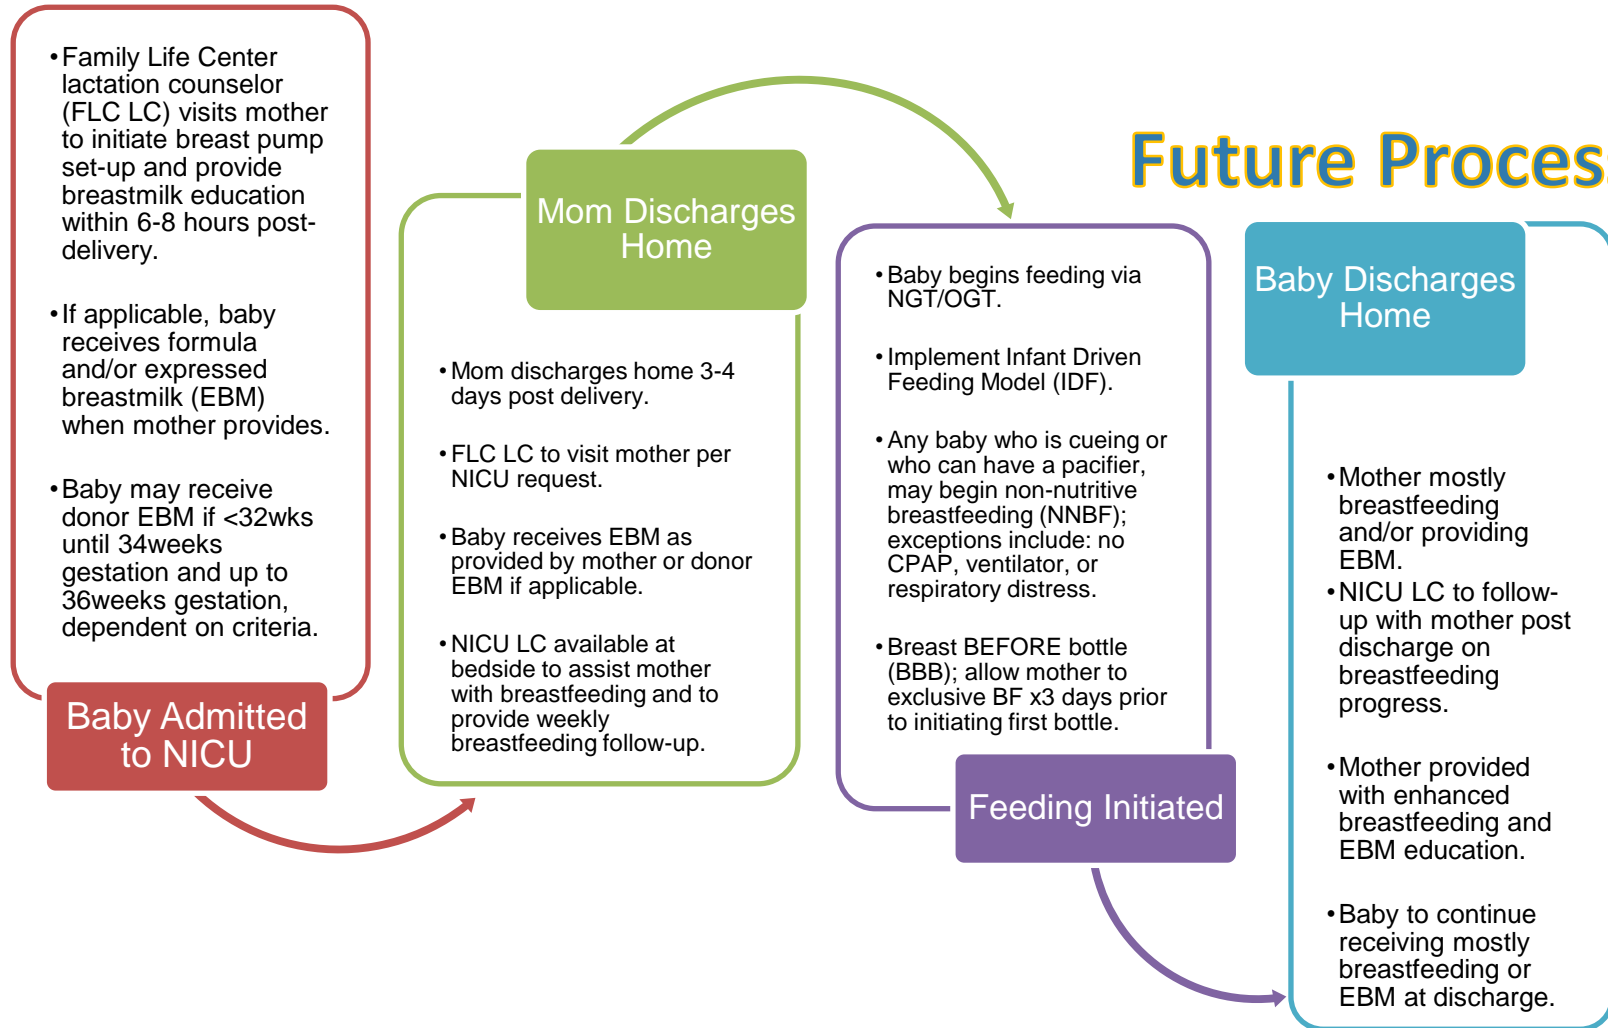 •Family Life Center
lactation counselor
(FLC LC) visits mother
to initiate breast pump
set-up and provide
breastmilk education
within 6-8 hours post-
delivery.
•If applicable, baby
receives formula
and/or expressed
breastmilk (EBM)
when mother provides.
•Baby may receive
donor EBM if <32wks
until 34weeks
gestation and up to
36weeks gestation,
dependent on criteria.
Baby Admitted
to NICU
Mom Discharges
Home
•Mom discharges home 3-4
days post delivery.
•FLC LC to visit mother per
NICU request.
•Baby receives EBM as
provided by mother or donor
EBM if applicable.
•NICU LC available at
bedside to assist mother
with breastfeeding and to
provide weekly
breastfeeding follow-up.
•Baby begins feeding via
NGT/OGT.
•Implement Infant Driven
Feeding Model (IDF).
•Any baby who is cueing or
who can have a pacifier,
may begin non-nutritive
breastfeeding (NNBF);
exceptions include: no
CPAP, ventilator, or
respiratory distress.
•Breast BEFORE bottle
(BBB); allow mother to
exclusive BF x3 days prior
to initiating first bottle.
Feeding Initiated
Future Process
Baby Discharges
Home
•Mother mostly
breastfeeding
and/or providing
EBM.
•NICU LC to follow-
up with mother post
discharge on
breastfeeding
progress.
•Mother provided
with enhanced
breastfeeding and
EBM education.
•Baby to continue
receiving mostly
breastfeeding or
EBM at discharge.